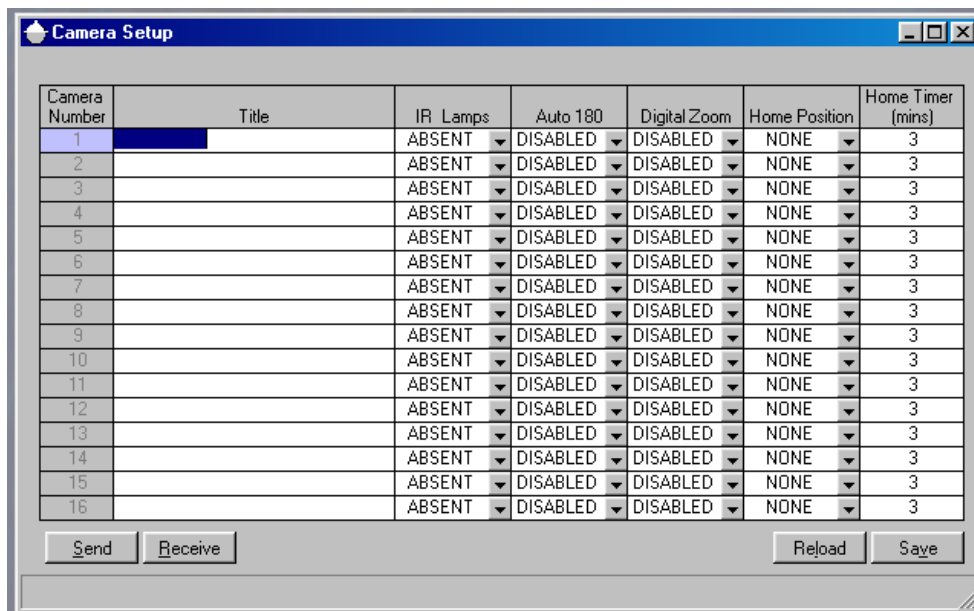 Camera Setup
Camera Number Title IR Lamps Auto 180 Digital Zoom Home Position Home Timer (mins)
1 ABSENT DISABLED DISABLED NONE 3
2 ABSENT DISABLED DISABLED NONE 3
3 ABSENT DISABLED DISABLED NONE 3
4 ABSENT DISABLED DISABLED NONE 3
5 ABSENT DISABLED DISABLED NONE 3
6 ABSENT DISABLED DISABLED NONE 3
7 ABSENT DISABLED DISABLED NONE 3
8 ABSENT DISABLED DISABLED NONE 3
9 ABSENT DISABLED DISABLED NONE 3
10 ABSENT DISABLED DISABLED NONE 3
11 ABSENT DISABLED DISABLED NONE 3
12 ABSENT DISABLED DISABLED NONE 3
13 ABSENT DISABLED DISABLED NONE 3
14 ABSENT DISABLED DISABLED NONE 3
15 ABSENT DISABLED DISABLED NONE 3
16 ABSENT DISABLED DISABLED NONE 3
Send Receive Reload Save